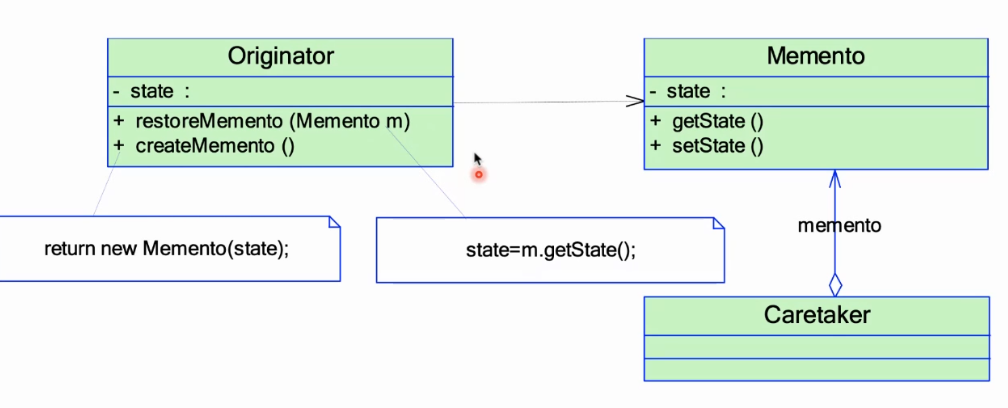 Originator
- state :
+ restoreMemento (Memento m)
+ createMemento ()
Memento
- state :
+ getState ()
+ setState ()
return new Memento(state);
state=m.getState();
memento
Caretaker